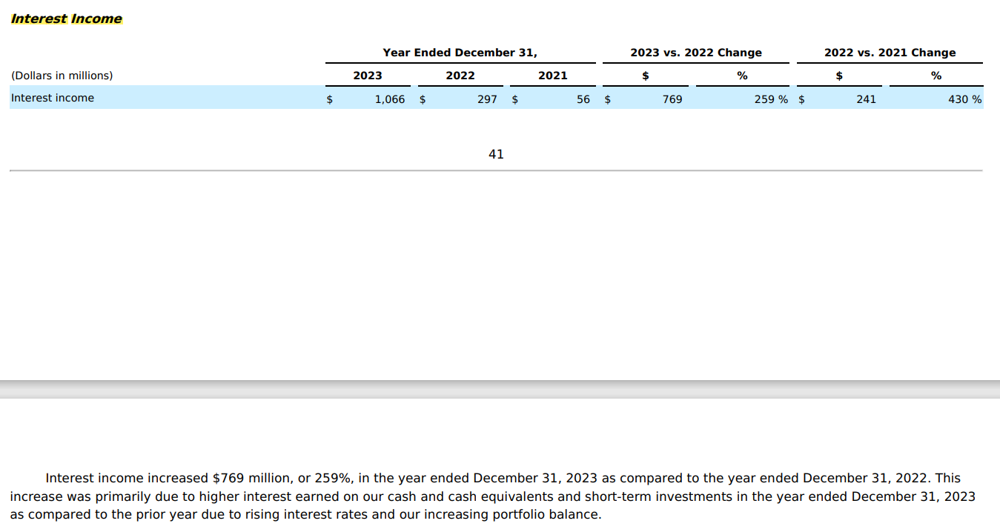 Interest Income
Year Ended December 31, 2023 vs. 2022 Change 2022 vs. 2021 Change
(Dollars in millions) 2023 2022 2021 $ % $ %
Interest income $ 1,066 $ 297 $ 56 $ 769 259 % $ 241 430 %
41
Interest income increased $769 million, or 259%, in the year ended December 31, 2023 as compared to the year ended December 31, 2022. This
increase was primarily due to higher interest earned on our cash and cash equivalents and short-term investments in the year ended December 31, 2023
as compared to the prior year due to rising interest rates and our increasing portfolio balance.